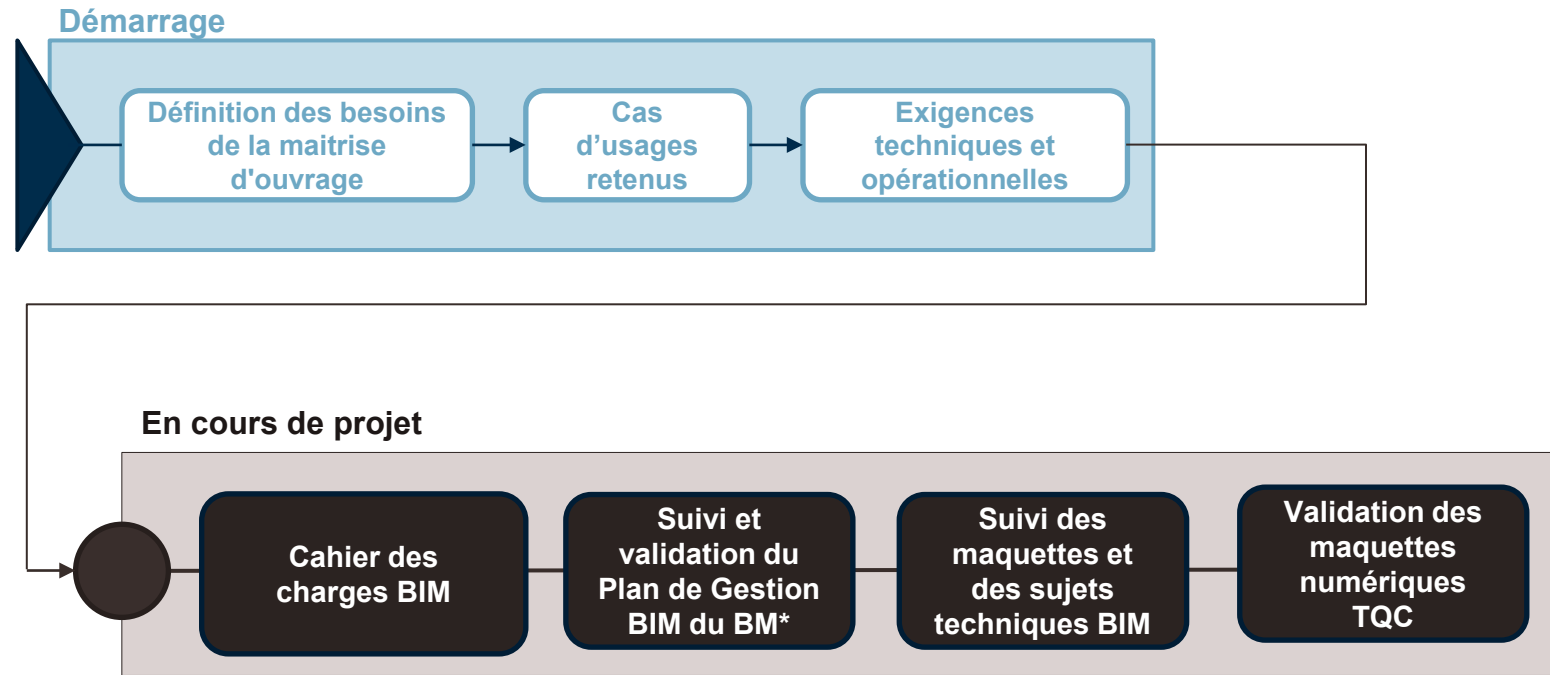 Démarrage
Définition des besoins
de la maitrise
d'ouvrage
Cas
d’usages
retenus
Exigences
techniques et
opérationnelles
En cours de projet
Cahier des
charges BIM
Suivi et
validation du
Plan de Gestion
BIM du BM*
Suivi des
maquettes et
des sujets
techniques BIM
Validation des
maquettes
numériques
TQC